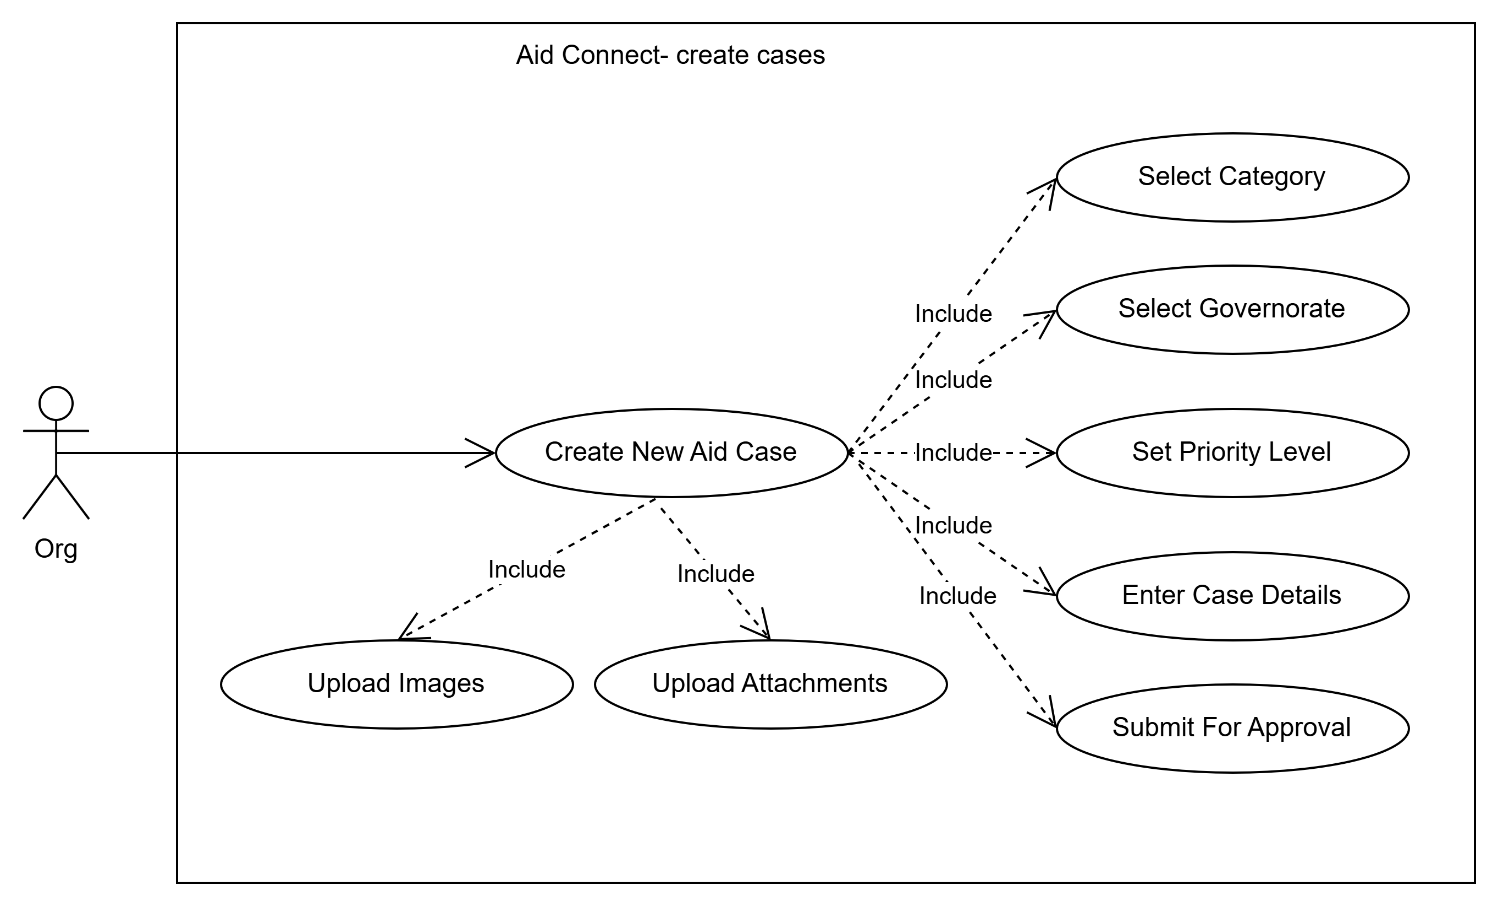 Aid Connect- create cases
Select Category
Include
Select Governorate
Include
Org
Create New Aid Case
Include
Set Priority Level
Include
Enter Case Details
Include
Include
Include
Upload Images
Upload Attachments
Submit For Approval